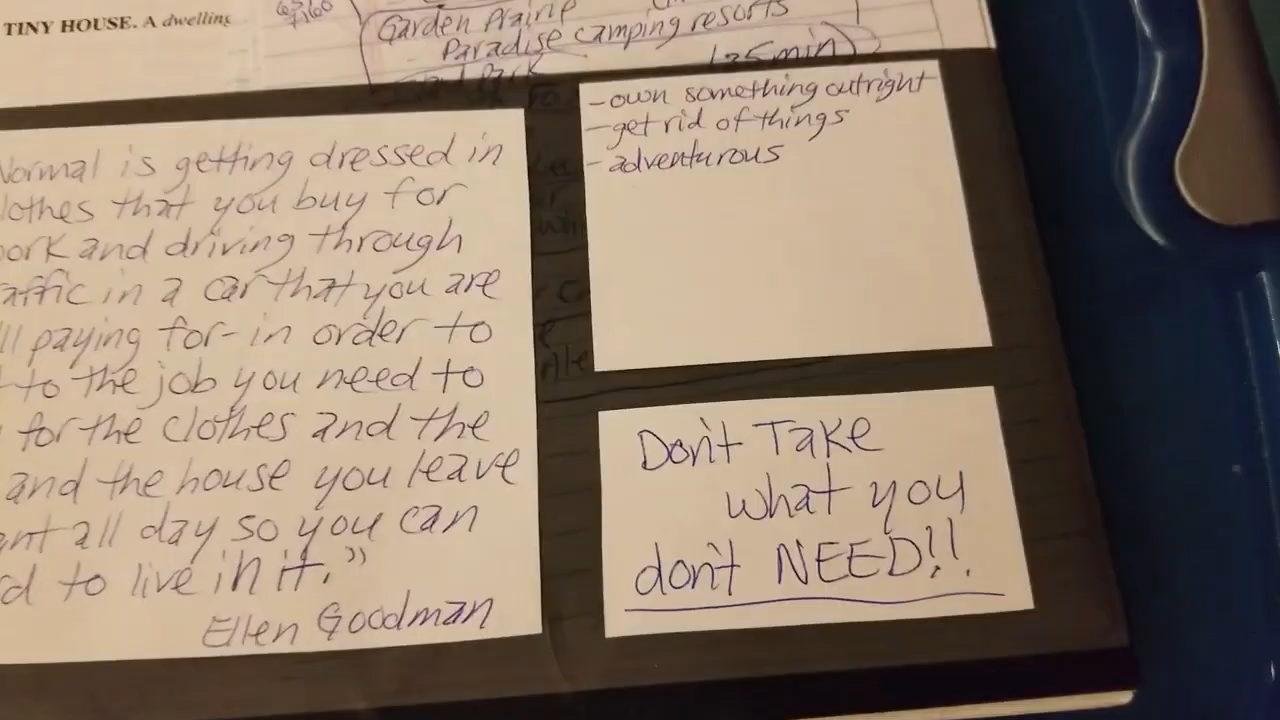 TINY HOUSE. A dwelling
Garden Prairie
Paradise camping resorts
(25min)
Normal is getting dressed in
clothes that you buy for
work and driving through
traffic in a car that you are
still paying for-in order to
to the job you need to
for the clothes and the
and the house you leave
all day so you can
to live in it."
Ellen Goodman
-own something outright
-get rid of things
-adventurous
Don't Take
what you
don't NEED!!